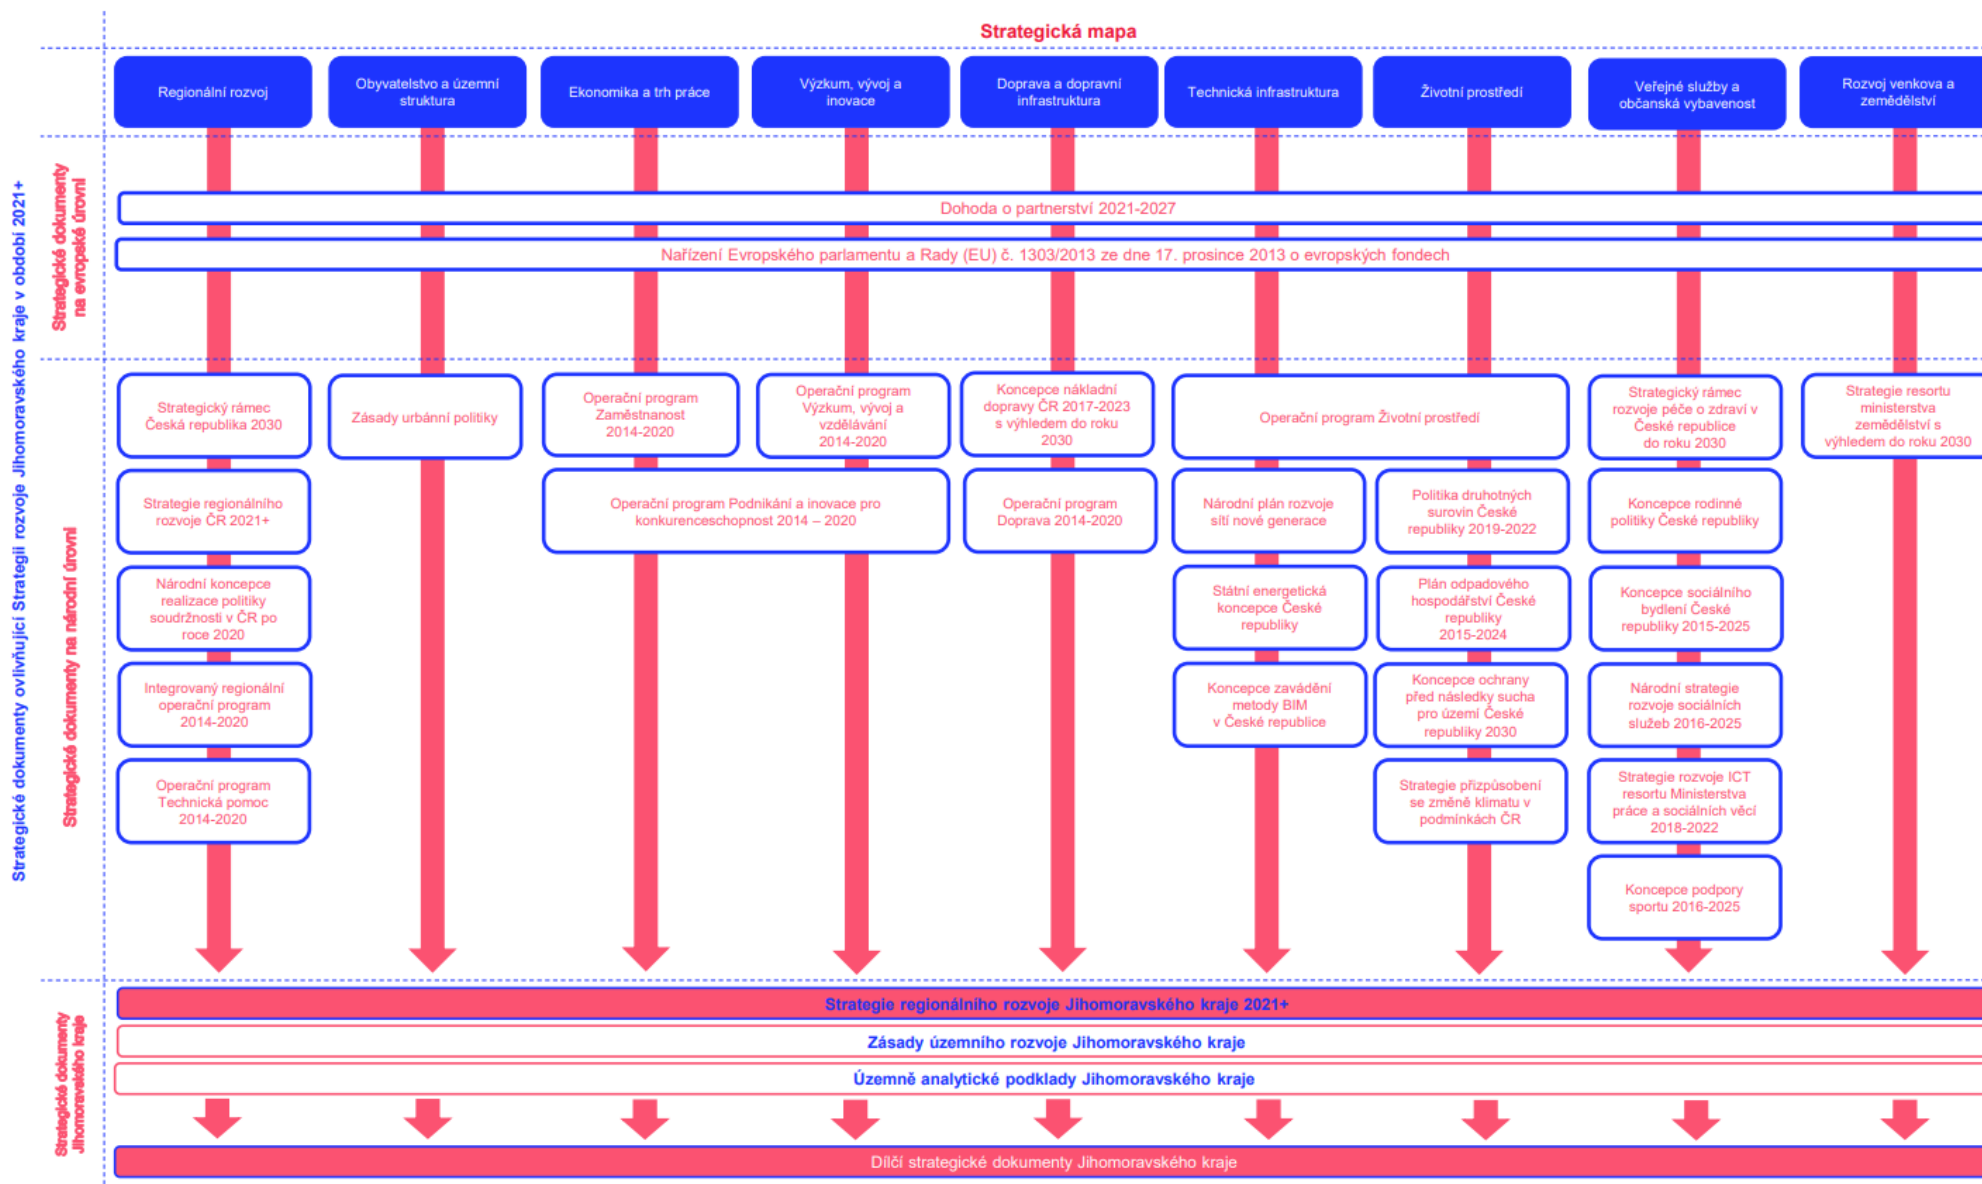 Strategická mapa
Regionální rozvoj
Obyvatelstvo a územní
struktura
Ekonomika a trh práce
Výzkum, vývoj a
inovace
Doprava a dopravní
infrastruktura
Technická infrastruktura
Životní prostředí
Veřejné služby a
občanská vybavenost
Rozvoj venkova a
zemědělství
Strategické dokumenty ovlivňující Strategii rozvoje Jihomoravského kraje v období 2021+
Strategické dokumenty
na evropské úrovni
Dohoda o partnerství 2021-2027
Nařízení Evropského parlamentu a Rady (EU) č. 1303/2013 ze dne 17. prosince 2013 o evropských fondech
Strategické dokumenty na národní úrovni
Strategický rámec
Česká republika 2030
Strategie regionálního
rozvoje ČR 2021+
Národní koncepce
realizace politiky
soudržnosti v ČR po
roce 2020
Integrovaný regionální
operační program
2014-2020
Operační program
Technická pomoc
2014-2020
Zásady urbánní politiky
Operační program
Zaměstnanost
2014-2020
Operační program
Výzkum, vývoj a
vzdělávání
2014-2020
Operační program Podnikání a inovace pro
konkurenceschopnost 2014 – 2020
Koncepce nákladní
dopravy ČR 2017-2023
s výhledem do roku
2030
Operační program
Doprava 2014-2020
Operační program Životní prostředí
Národní plán rozvoje
sítí nové generace
Státní energetická
koncepce České
republiky
Koncepce zavádění
metody BIM
v České republice
Politika druhotných
surovin České
republiky 2019-2022
Plán odpadového
hospodářství České
republiky
2015-2024
Koncepce ochrany
před následky sucha
pro území České
republiky 2030
Strategie přizpůsobení
se změně klimatu v
podmínkách ČR
Strategický rámec
rozvoje péče o zdraví v
České republice
do roku 2030
Koncepce rodinné
politiky České republiky
Koncepce sociálního
bydlení České
republiky 2015-2025
Národní strategie
rozvoje sociálních
služeb 2016-2025
Strategie rozvoje ICT
resortu Ministerstva
práce a sociálních věcí
2018-2022
Koncepce podpory
sportu 2016-2025
Strategie resortu
ministerstva
zemědělství s
výhledem do roku 2030
Strategické dokumenty
Jihomoravského kraje
Strategie regionálního rozvoje Jihomoravského kraje 2021+
Zásady územního rozvoje Jihomoravského kraje
Územně analytické podklady Jihomoravského kraje
Dílčí strategické dokumenty Jihomoravského kraje